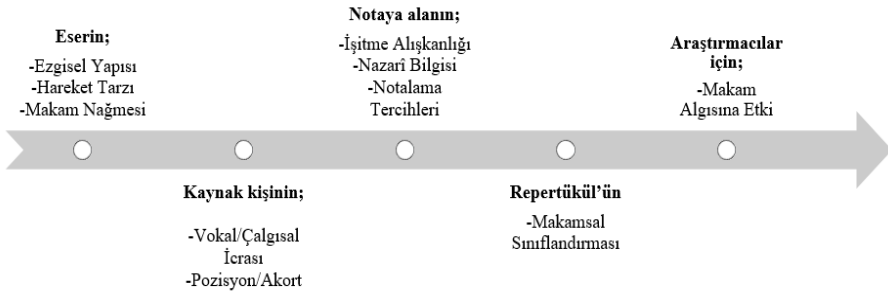 Eserin;
-Ezgisel Yapısı
-Hareket Tarzı
-Makam Nağmesi
Kaynak kişinin;
-Vokal/Çalgısal
İcrası
-Pozisyon/Akort
Notaya alanın;
-İşitme Alışkanlığı
-Nazarî Bilgisi
-Notalama
Tercihleri
Repertükül’ün
-Makamsal
Sınıflandırması
Araştırmacılar
için;
-Makam
Algısına Etki